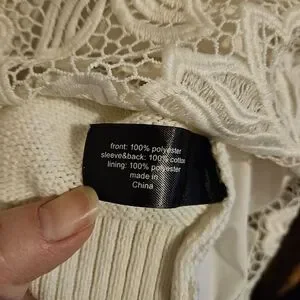 front: 100% polyester
sleeve&back: 100% cotton
lining: 100% polyester
made in
China